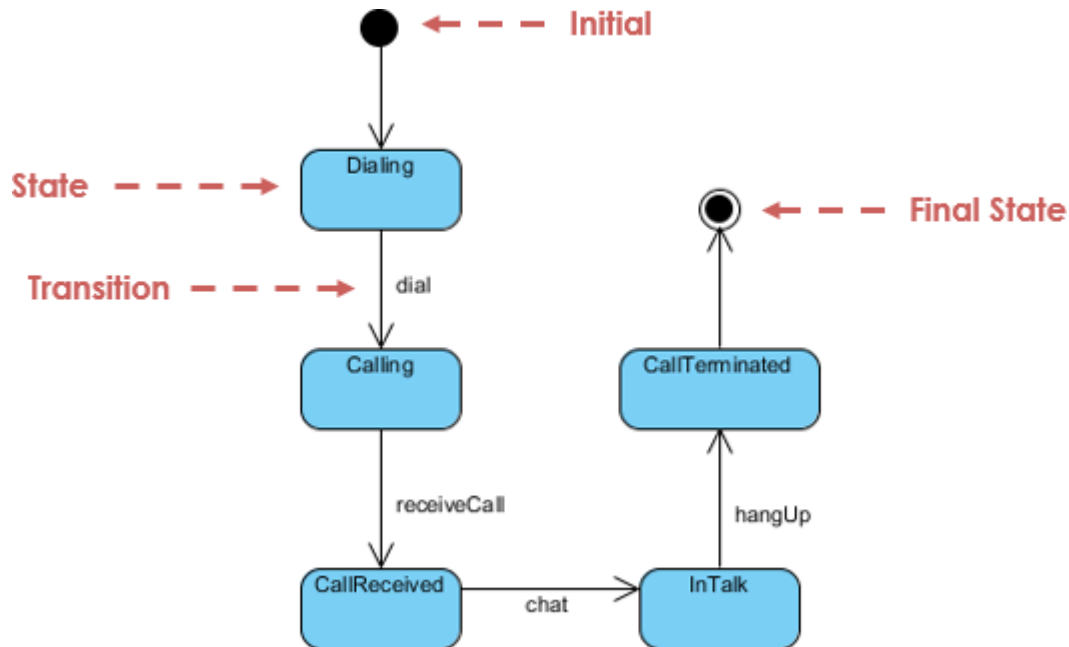 Initial
Dialing
State
Final State
Transition
dial
Calling
CallTerminated
receiveCall
hangUp
CallReceived
InTalk
chat